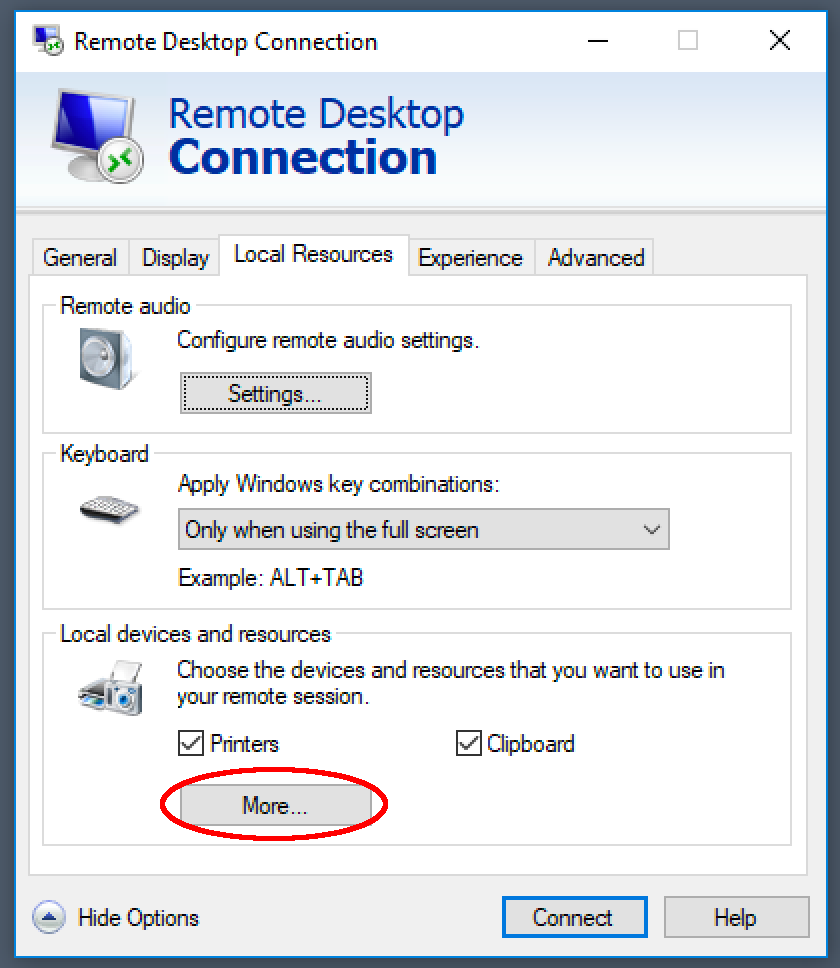 Remote Desktop Connection
Remote Desktop
Connection
General Display Local Resources Experience Advanced
Remote audio
Configure remote audio settings.
Settings...
Keyboard
Apply Windows key combinations:
Only when using the full screen
Example: ALT+TAB
Local devices and resources
Choose the devices and resources that you want to use in
your remote session.
Printers Clipboard
More...
Hide Options Connect Help